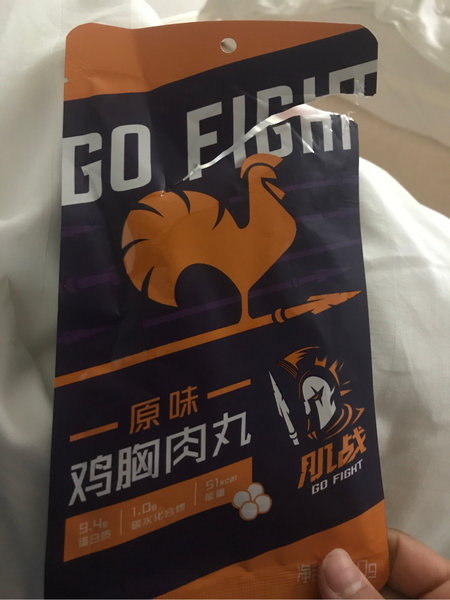 GO FIGHT
原味
鸡胸肉丸
9.4g 1.0g 51kcal
蛋白质 碳水化合物 能量
肌战
GO FIGHT
净